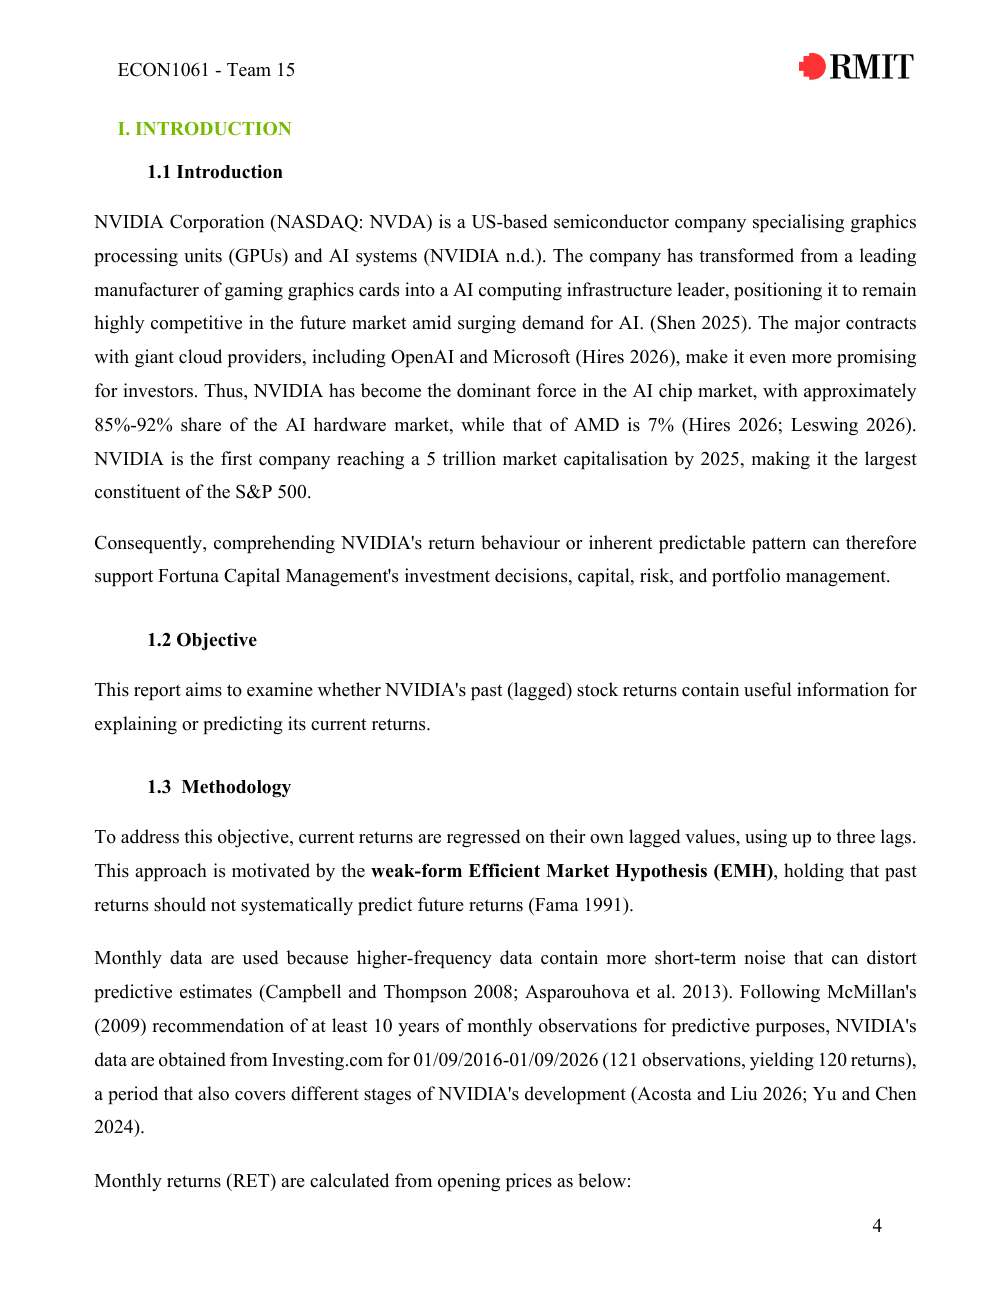 ECON1061 - Team 15
RMIT
I. INTRODUCTION
1.1 Introduction
NVIDIA Corporation (NASDAQ: NVDA) is a US-based semiconductor company specialising graphics
processing units (GPUs) and AI systems (NVIDIA n.d.). The company has transformed from a leading
manufacturer of gaming graphics cards into a AI computing infrastructure leader, positioning it to remain
highly competitive in the future market amid surging demand for AI. (Shen 2025). The major contracts
with giant cloud providers, including OpenAI and Microsoft (Hires 2026), make it even more promising
for investors. Thus, NVIDIA has become the dominant force in the AI chip market, with approximately
85%-92% share of the AI hardware market, while that of AMD is 7% (Hires 2026; Leswing 2026).
NVIDIA is the first company reaching a 5 trillion market capitalisation by 2025, making it the largest
constituent of the S&P 500.
Consequently, comprehending NVIDIA's return behaviour or inherent predictable pattern can therefore
support Fortuna Capital Management's investment decisions, capital, risk, and portfolio management.
1.2 Objective
This report aims to examine whether NVIDIA's past (lagged) stock returns contain useful information for
explaining or predicting its current returns.
1.3 Methodology
To address this objective, current returns are regressed on their own lagged values, using up to three lags.
This approach is motivated by the weak-form Efficient Market Hypothesis (EMH), holding that past
returns should not systematically predict future returns (Fama 1991).
Monthly data are used because higher-frequency data contain more short-term noise that can distort
predictive estimates (Campbell and Thompson 2008; Asparouhova et al. 2013). Following McMillan's
(2009) recommendation of at least 10 years of monthly observations for predictive purposes, NVIDIA's
data are obtained from Investing.com for 01/09/2016-01/09/2026 (121 observations, yielding 120 returns),
a period that also covers different stages of NVIDIA's development (Acosta and Liu 2026; Yu and Chen
2024).
Monthly returns (RET) are calculated from opening prices as below:
4